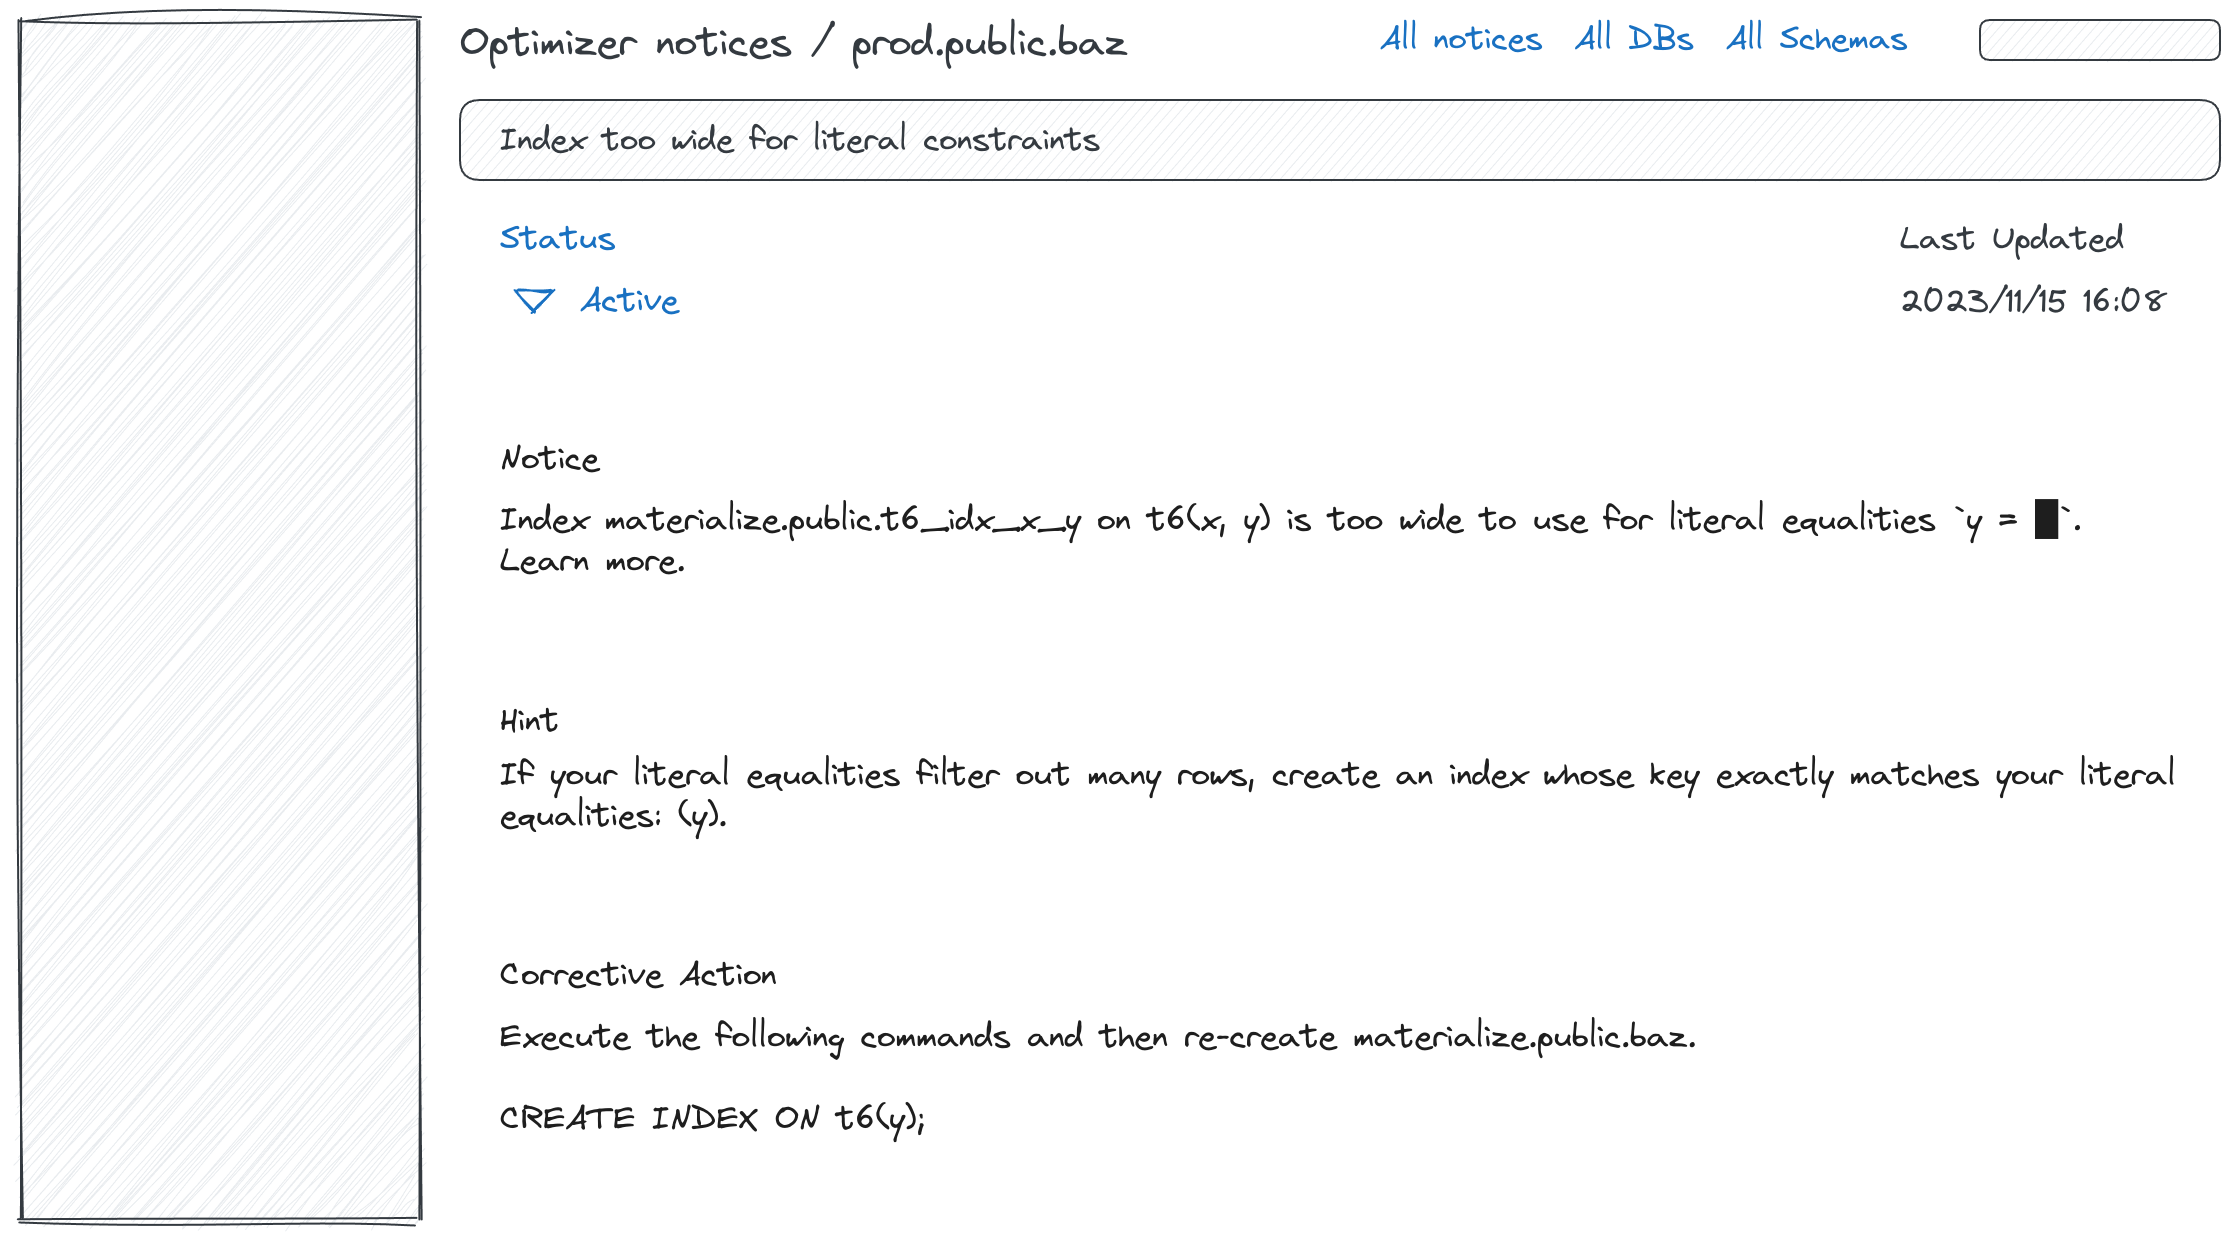 Optimizer notices / prod.public.baz
All notices All DBs All Schemas
Index too wide for literal constraints
Status
Last Updated
Active
2023/11/15 16:08
Notice
Index materialize.public.t6_idx_x_y on t6(x, y) is too wide to use for literal equalities `y = █`.
Learn more.
Hint
If your literal equalities filter out many rows, create an index whose key exactly matches your literal
equalities: (y).
Corrective Action
Execute the following commands and then re-create materialize.public.baz.
CREATE INDEX ON t6(y);